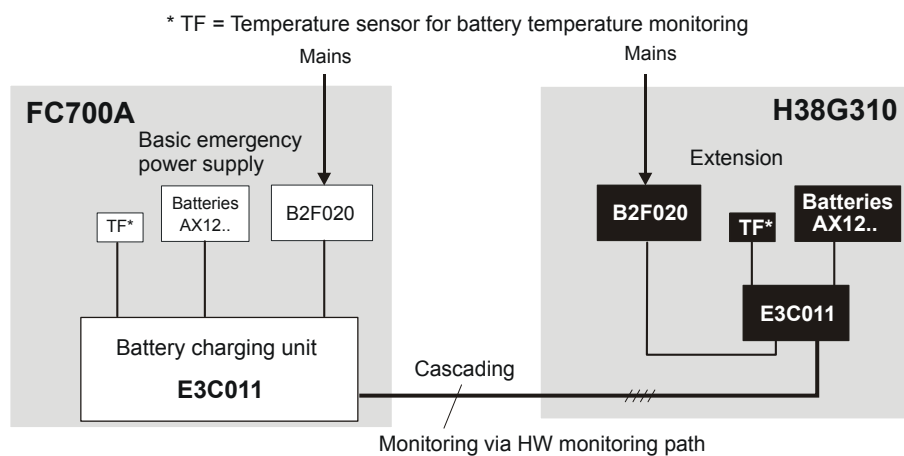 * TF = Temperature sensor for battery temperature monitoring
Mains
Mains
FC700A
Basic emergency
power supply
TF*
Batteries
AX12..
B2F020
Battery charging unit
E3C011
H38G310
Extension
B2F020
TF*
Batteries
AX12..
E3C011
Cascading
Monitoring via HW monitoring path